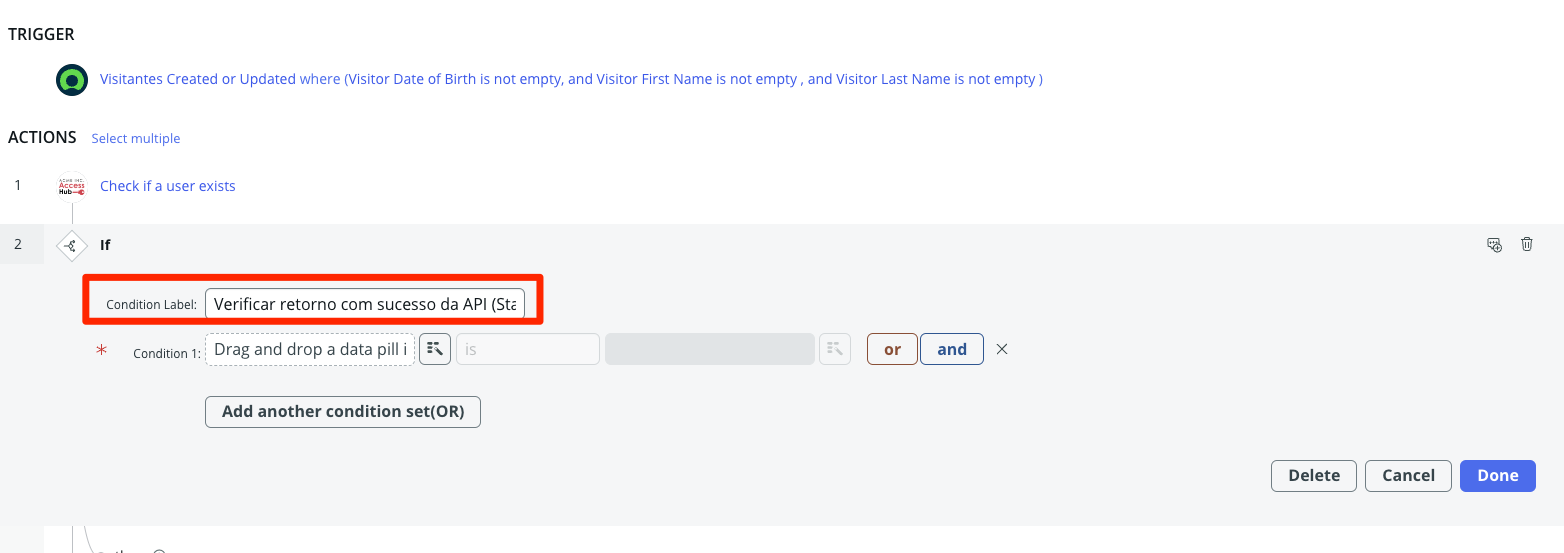 TRIGGER
Visitantes Created or Updated where (Visitor Date of Birth is not empty, and Visitor First Name is not empty , and Visitor Last Name is not empty )
ACTIONS Select multiple
1 ACME INC. Access Hub Check if a user exists
2 If
Condition Label: Verificar retorno com sucesso da API (Sta
* Condition 1: Drag and drop a data pill i is or and
Add another condition set(OR)
Delete Cancel Done